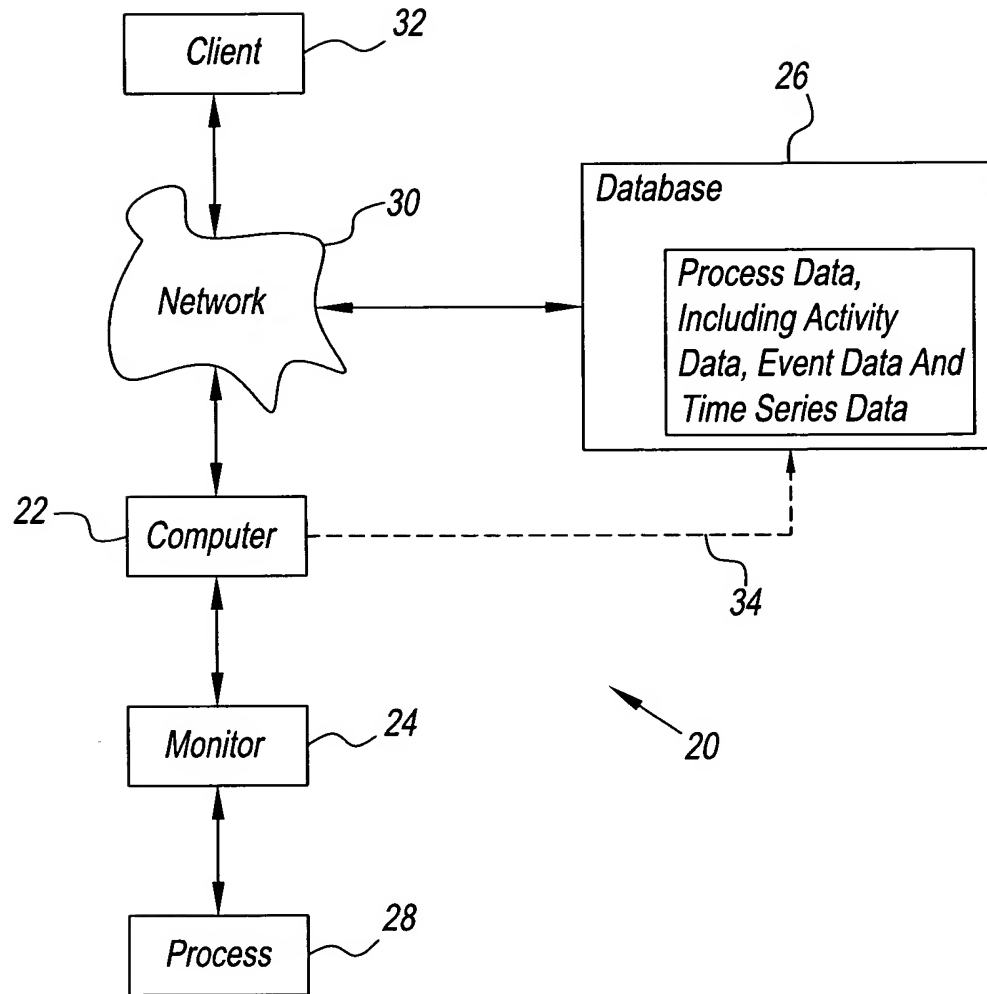 Client
32
26
Database
30
Process Data,
Including Activity
Data, Event Data And
Time Series Data
Network
22
Computer
34
Monitor
24
20
Process
28